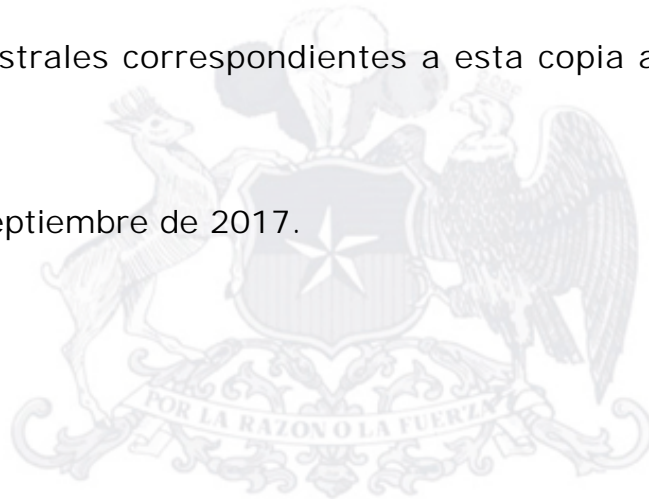 strales correspondientes a esta copia a
eptiembre de 2017.
POR LA RAZON O LA FUERZA